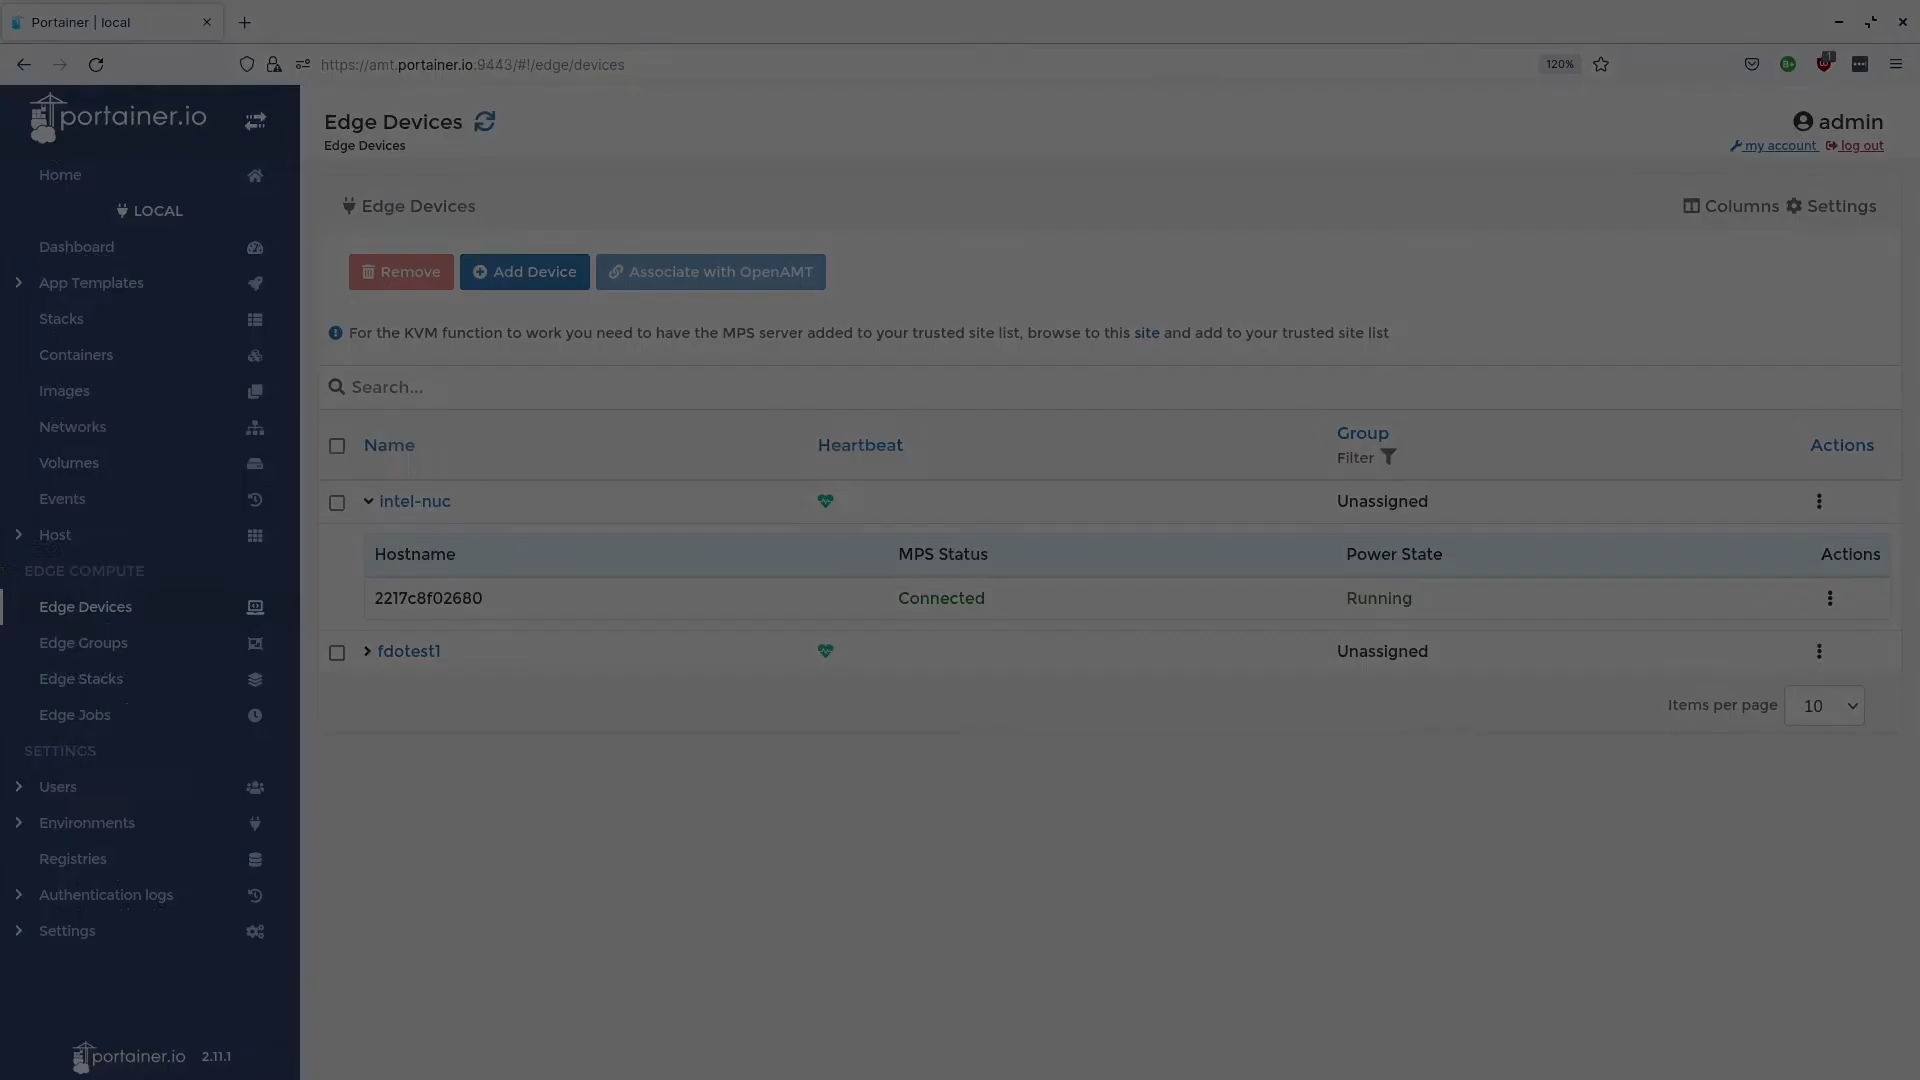 Portainer | local
https://amt.portainer.io:9443/#!/edge/devices
120%
1
portainer.io
Home
LOCAL
Dashboard
App Templates
Stacks
Containers
Images
Networks
Volumes
Events
Host
EDGE COMPUTE
Edge Devices
Edge Groups
Edge Stacks
Edge Jobs
SETTINGS
Users
Environments
Registries
Authentication logs
Settings
portainer.io 2.11.1
Edge Devices
Edge Devices
admin
my account log out
Edge Devices
Columns Settings
Remove Add Device Associate with OpenAMT
For the KVM function to work you need to have the MPS server added to your trusted site list, browse to this site and add to your trusted site list
Search...
Name Heartbeat Group Actions
Filter
intel-nuc Unassigned
Hostname MPS Status Power State Actions
2217c8f02680 Connected Running
fdotest1 Unassigned
Items per page 10